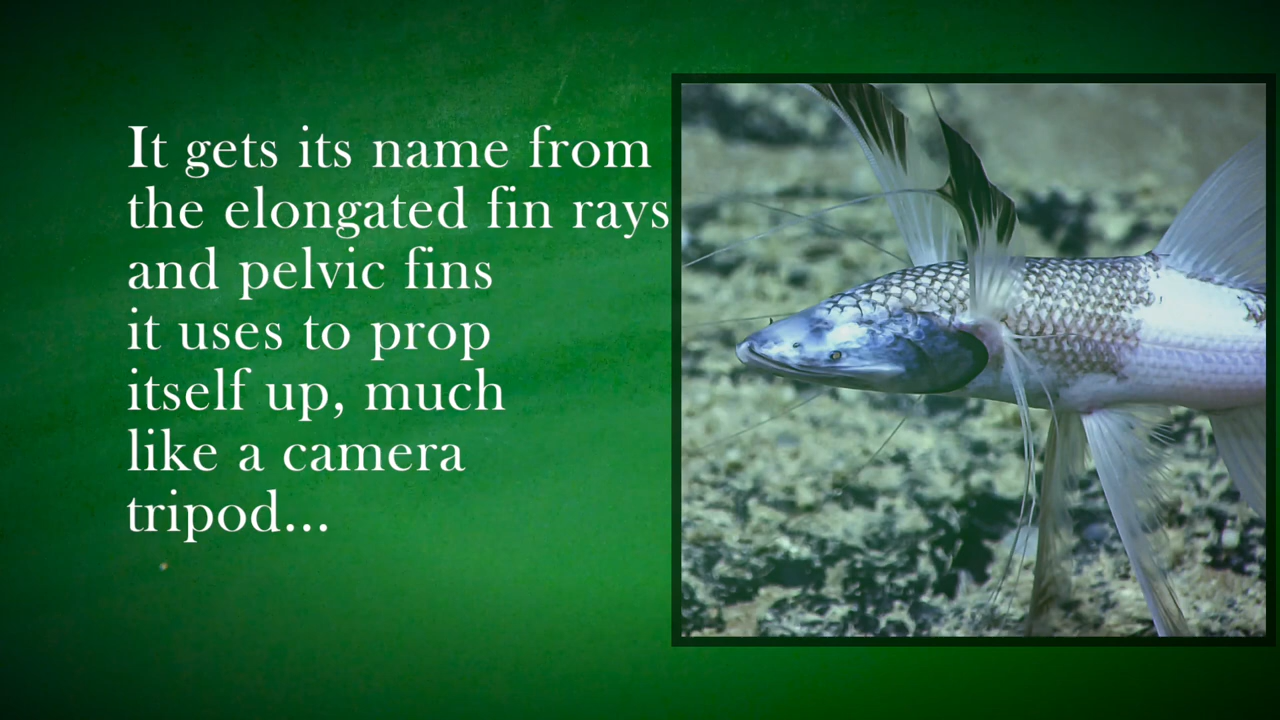 It gets its name from
the elongated fin rays
and pelvic fins
it uses to prop
itself up, much
like a camera
tripod...